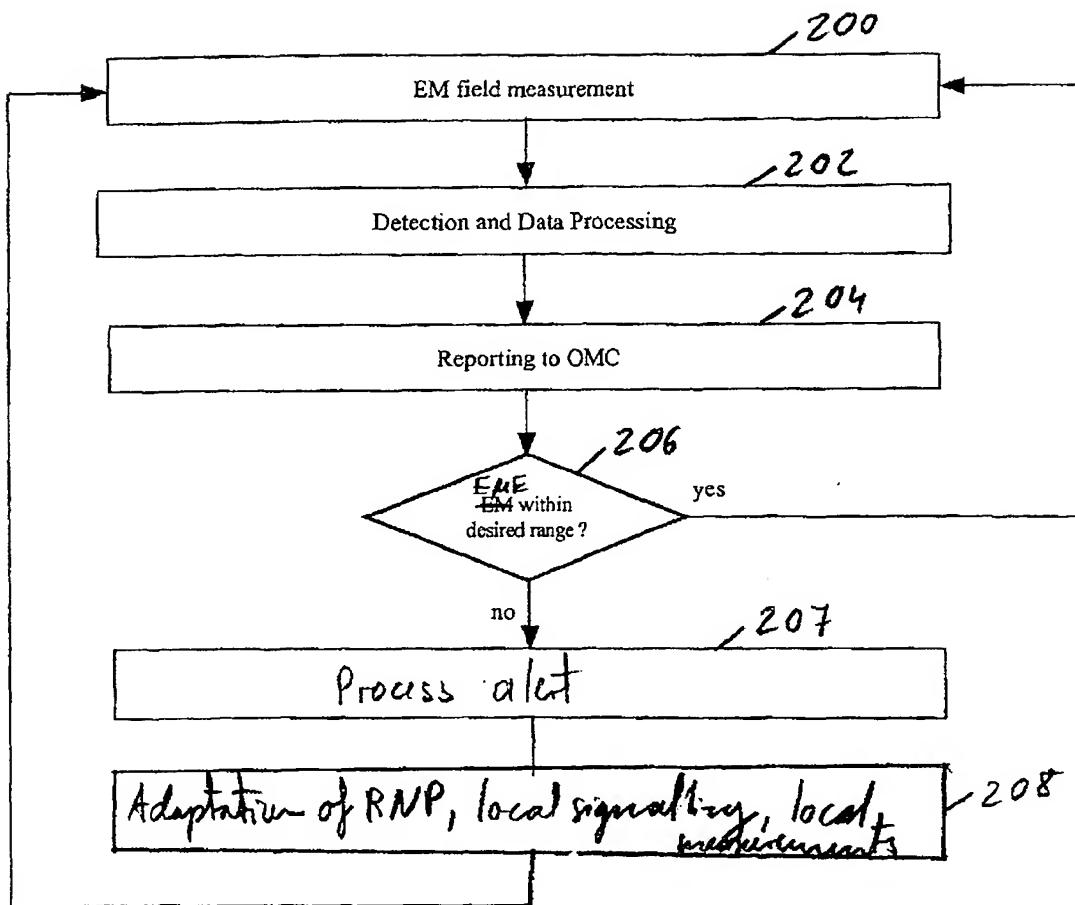 200
EM field measurement
202
Detection and Data Processing
204
Reporting to OMC
206
EME
EM within
desired range ?
yes
no
207
Process alert
208
Adaptation of RNP, local signalling, local
measurements